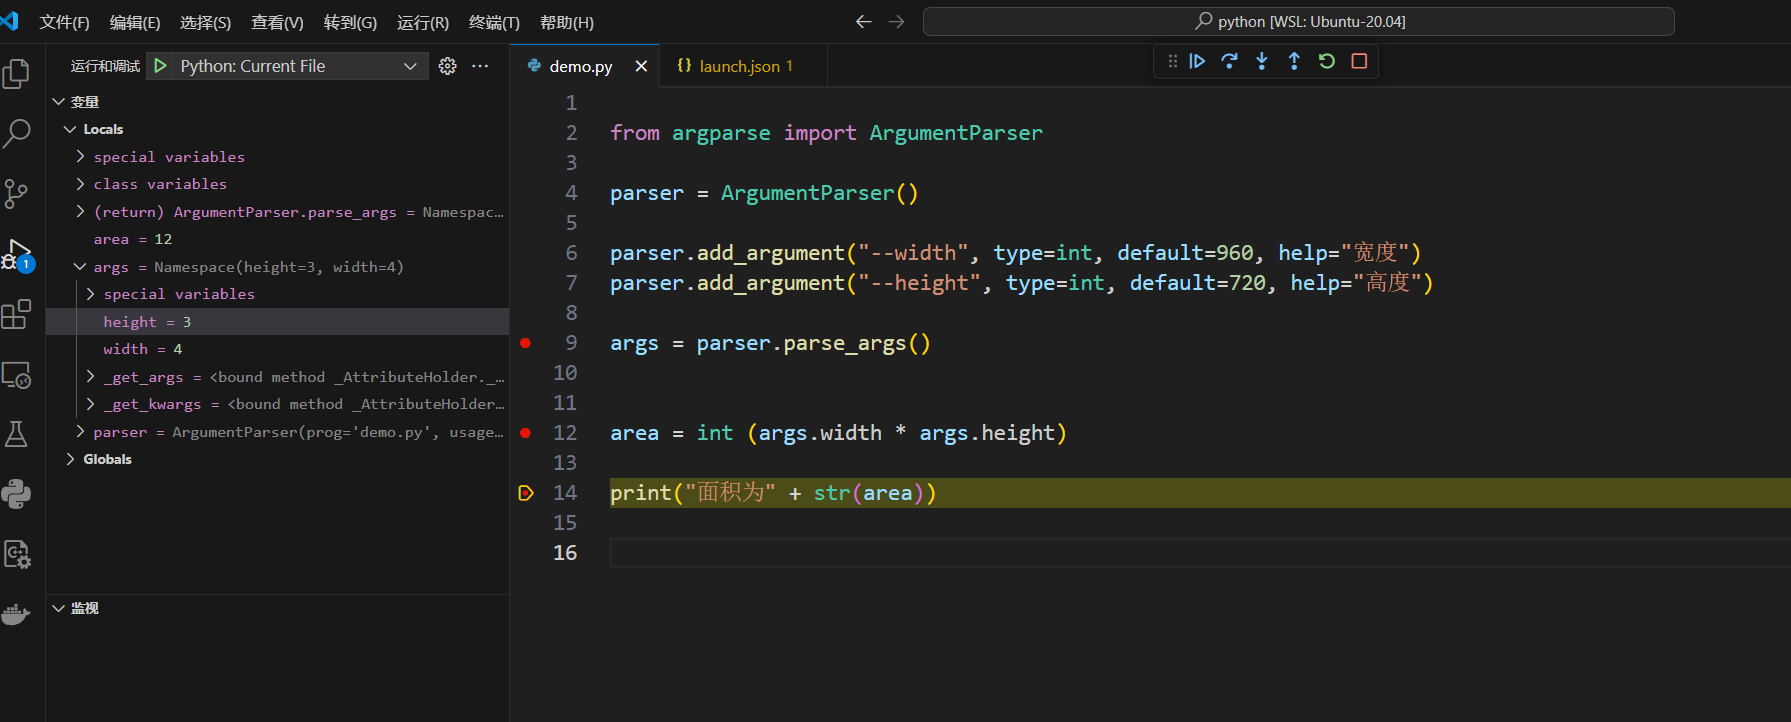 文件(F) 编辑(E) 选择(S) 查看(V) 转到(G) 运行(R) 终端(T) 帮助(H) python [WSL: Ubuntu-20.04]
运行和调试 Python: Current File
变量
Locals
special variables
class variables
(return) ArgumentParser.parse_args = Namespac…
area = 12
args = Namespace(height=3, width=4)
special variables
height = 3
width = 4
_get_args = <bound method _AttributeHolder._…
_get_kwargs = <bound method _AttributeHolder…
parser = ArgumentParser(prog='demo.py', usage…
Globals
监视
1
demo.py launch.json 1
1
2 from argparse import ArgumentParser
3
4 parser = ArgumentParser()
5
6 parser.add_argument("--width", type=int, default=960, help="宽度")
7 parser.add_argument("--height", type=int, default=720, help="高度")
8
9 args = parser.parse_args()
10
11
12 area = int (args.width * args.height)
13
14 print("面积为" + str(area))
15
16